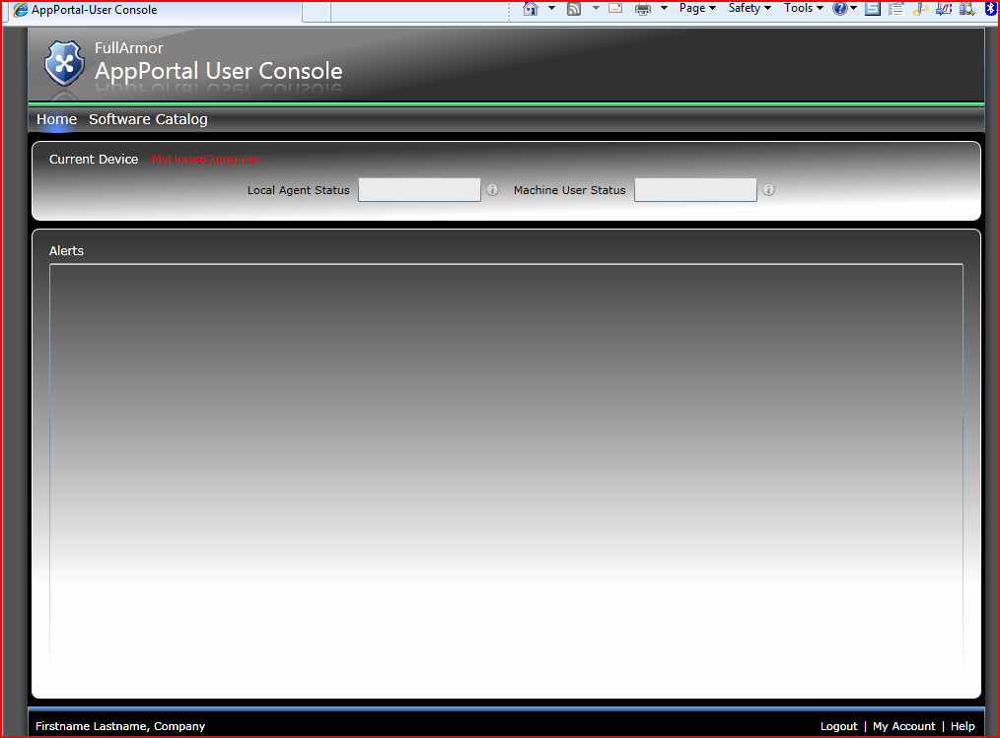 AppPortal-User Console
Page Safety Tools
FullArmor
AppPortal User Console
Home Software Catalog
Current Device MyHomeComputer
Local Agent Status Machine User Status
Alerts
Firstname Lastname, Company Logout | My Account | Help